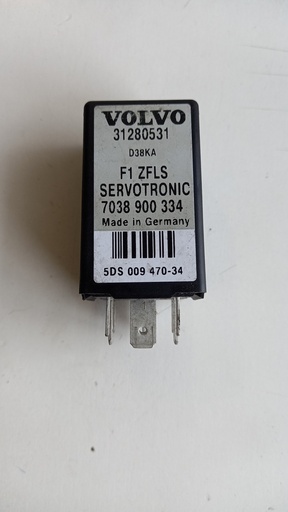 VOLVO
31280531
D38KA
F1 ZFLS
SERVOTRONIC
7038 900 334
Made in Germany
5DS 009 470-34